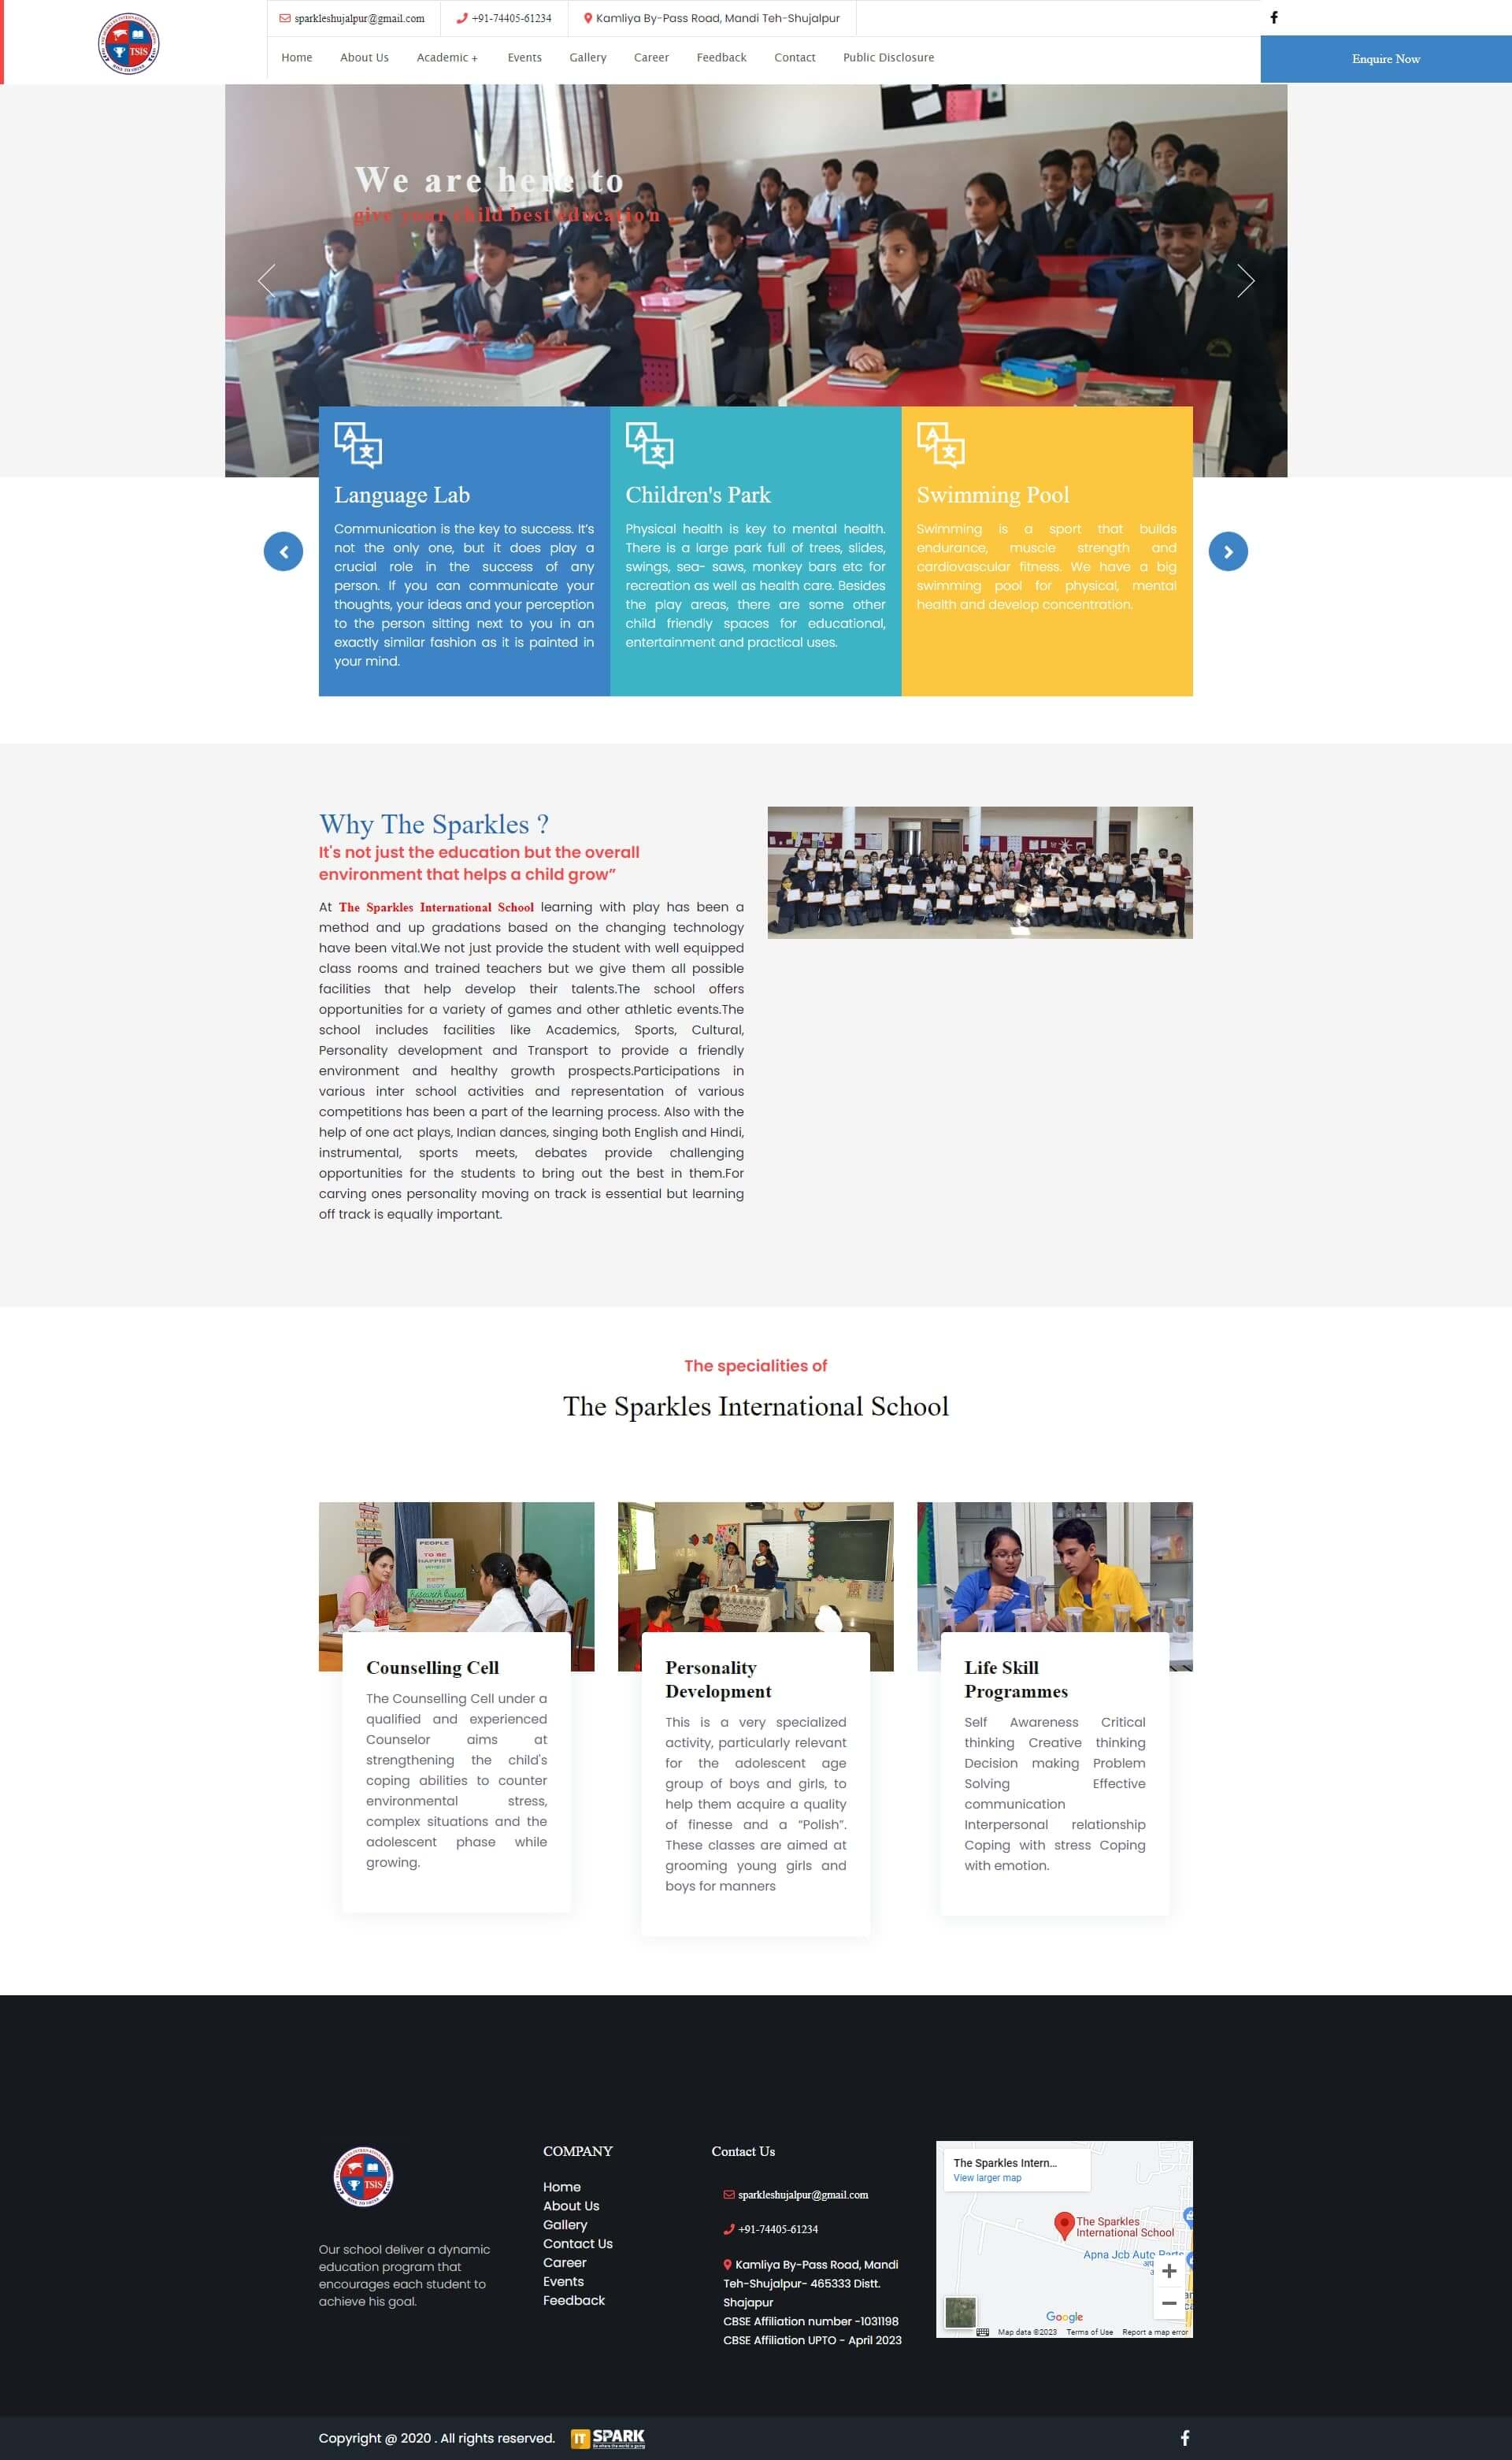 TSIS
sparkleshujalpur@gmail.com
+91-74405-61234
Kamliya By-Pass Road, Mandi Teh-Shujalpur
Home
About Us
Academic +
Events
Gallery
Career
Feedback
Contact
Public Disclosure
Enquire Now
We are here to
give your child best education
Language Lab
Communication is the key to success. It’s
not the only one, but it does play a
crucial role in the success of any
person. If you can communicate your
thoughts, your ideas and your perception
to the person sitting next to you in an
exactly similar fashion as it is painted in
your mind.
Children's Park
Physical health is key to mental health.
There is a large park full of trees, slides,
swings, sea- saws, monkey bars etc for
recreation as well as health care. Besides
the play areas, there are some other
child friendly spaces for educational,
entertainment and practical uses.
Swimming Pool
Swimming is a sport that builds
endurance, muscle strength and
cardiovascular fitness. We have a big
swimming pool for physical, mental
health and develop concentration.
Why The Sparkles ?
It's not just the education but the overall
environment that helps a child grow”
At The Sparkles International School learning with play has been a
method and up gradations based on the changing technology
have been vital.We not just provide the student with well equipped
class rooms and trained teachers but we give them all possible
facilities that help develop their talents.The school offers
opportunities for a variety of games and other athletic events.The
school includes facilities like Academics, Sports, Cultural,
Personality development and Transport to provide a friendly
environment and healthy growth prospects.Participations in
various inter school activities and representation of various
competitions has been a part of the learning process. Also with the
help of one act plays, Indian dances, singing both English and Hindi,
instrumental, sports meets, debates provide challenging
opportunities for the students to bring out the best in them.For
carving ones personality moving on track is essential but learning
off track is equally important.
The specialities of
The Sparkles International School
PEOPLE
TO BE
HAPPIER
Research Based
Counselling Cell
The Counselling Cell under a
qualified and experienced
Counselor aims at
strengthening the child's
coping abilities to counter
environmental stress,
complex situations and the
adolescent phase while
growing.
Personality
Development
This is a very specialized
activity, particularly relevant
for the adolescent age
group of boys and girls, to
help them acquire a quality
of finesse and a “Polish”.
These classes are aimed at
grooming young girls and
boys for manners
Life Skill
Programmes
Self Awareness Critical
thinking Creative thinking
Decision making Problem
Solving Effective
communication
Interpersonal relationship
Coping with stress Coping
with emotion.
TSIS
Our school deliver a dynamic
education program that
encourages each student to
achieve his goal.
COMPANY
Home
About Us
Gallery
Contact Us
Career
Events
Feedback
Contact Us
sparkleshujalpur@gmail.com
+91-74405-61234
Kamliya By-Pass Road, Mandi
Teh-Shujalpur- 465333 Distt.
Shajapur
CBSE Affiliation number -1031198
CBSE Affiliation UPTO - April 2023
The Sparkles Intern...
View larger map
The Sparkles
International School
Apna Jcb Auto Parts
Google
Map data ©2023
Terms of Use
Report a map error
Copyright @ 2020 . All rights reserved.
IT SPARK